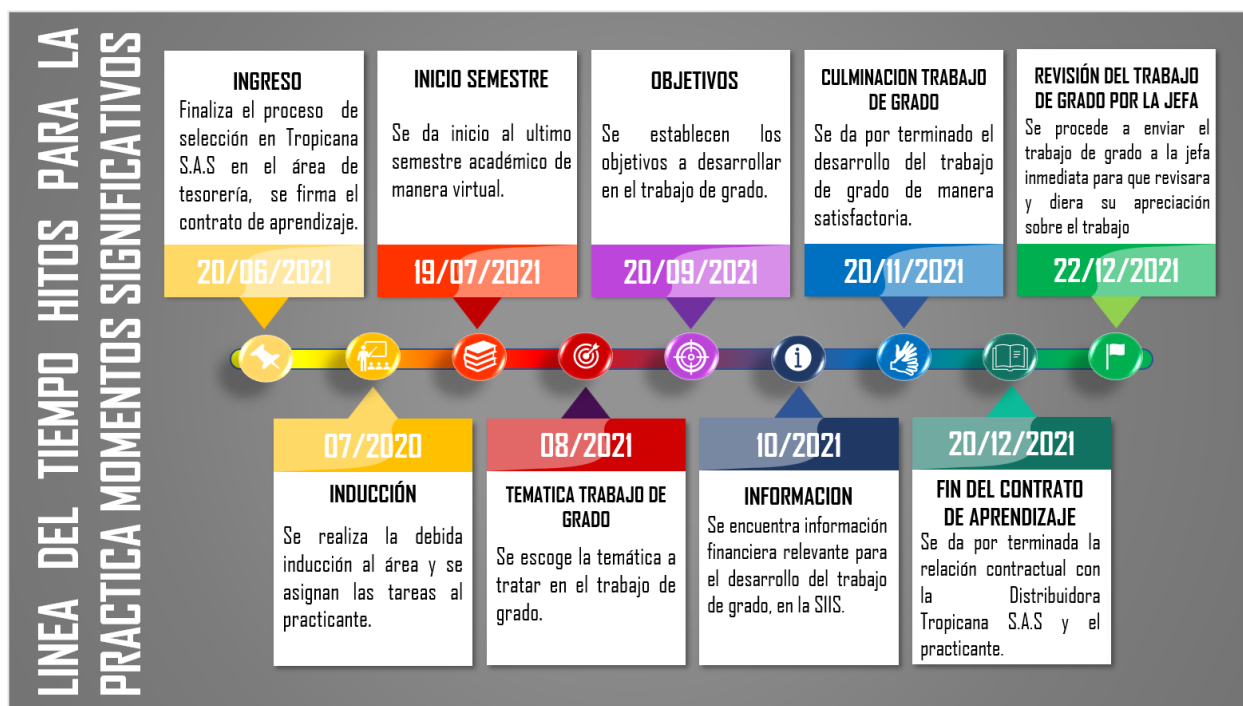 LINEA DEL TIEMPO HITOS PARA LA
PRACTICA MOMENTOS SIGNIFICATIVOS
INGRESO
Finaliza el proceso de
selección en Tropicana
S.A.S en el área de
tesorería, se firma el
contrato de aprendizaje.
20/06/2021
07/2020
INDUCCIÓN
Se realiza la debida
inducción al área y se
asignan las tareas al
practicante.
INICIO SEMESTRE
Se da inicio al ultimo
semestre académico de
manera virtual.
19/07/2021
08/2021
TEMATICA TRABAJO DE
GRADO
Se escoge la temática a
tratar en el trabajo de
grado.
OBJETIVOS
Se establecen los
objetivos a desarrollar
en el trabajo de grado.
20/09/2021
10/2021
INFORMACION
Se encuentra información
financiera relevante para
el desarrollo del trabajo
de grado, en la SIIS.
CULMINACION TRABAJO
DE GRADO
Se da por terminado el
desarrollo del trabajo
de grado de manera
satisfactoria.
20/11/2021
20/12/2021
FIN DEL CONTRATO
DE APRENDIZAJE
Se da por terminada la
relación contractual con
la Distribuidora
Tropicana S.A.S y el
practicante.
REVISIÓN DEL TRABAJO
DE GRADO POR LA JEFA
Se procede a enviar el
trabajo de grado a la jefa
inmediata para que revisara
y diera su apreciación
sobre el trabajo
22/12/2021